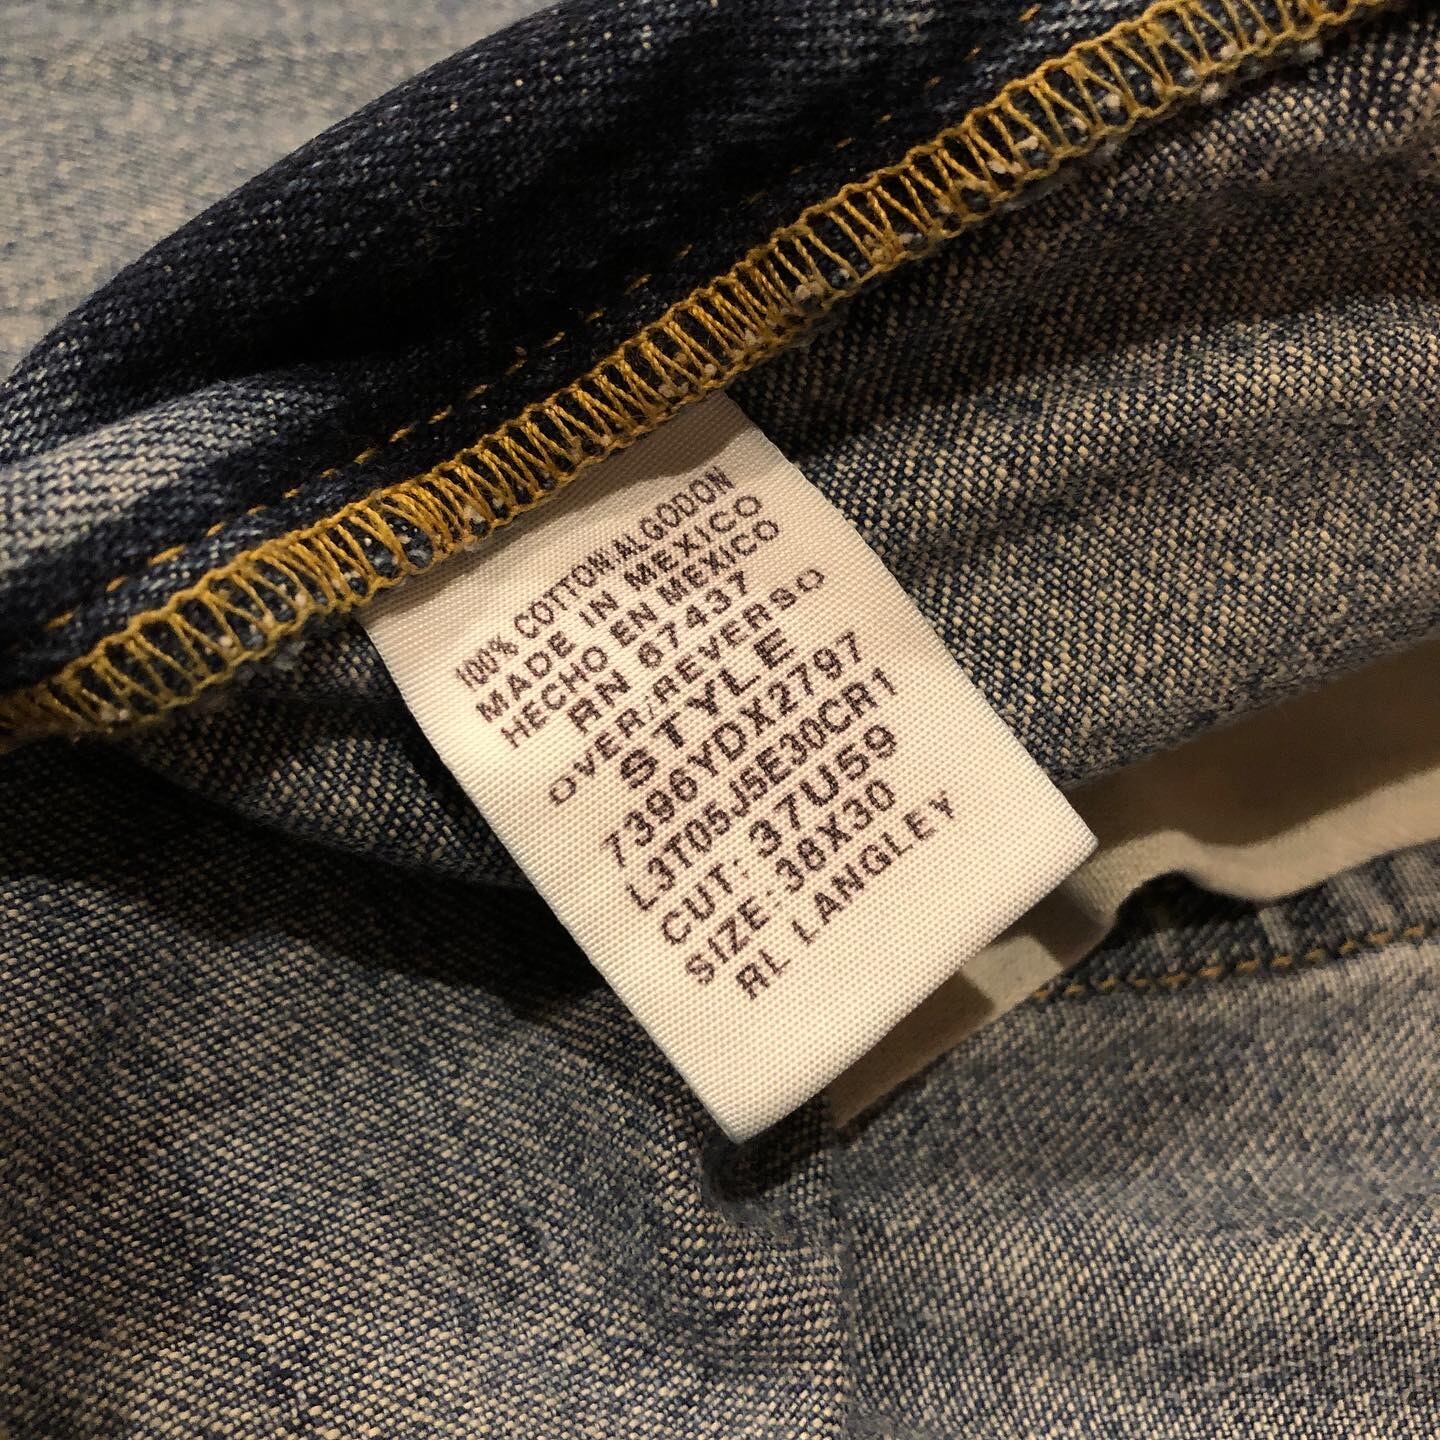 100% COTTON/ALGODON
MADE IN MEXICO
HECHO EN MEXICO
RN 67437
OVER/REVERSO
STYLE
7396YDX2797
L3T05J5E30CR1
CUT: 37U59
SIZE: 38X30
RL LANGLEY